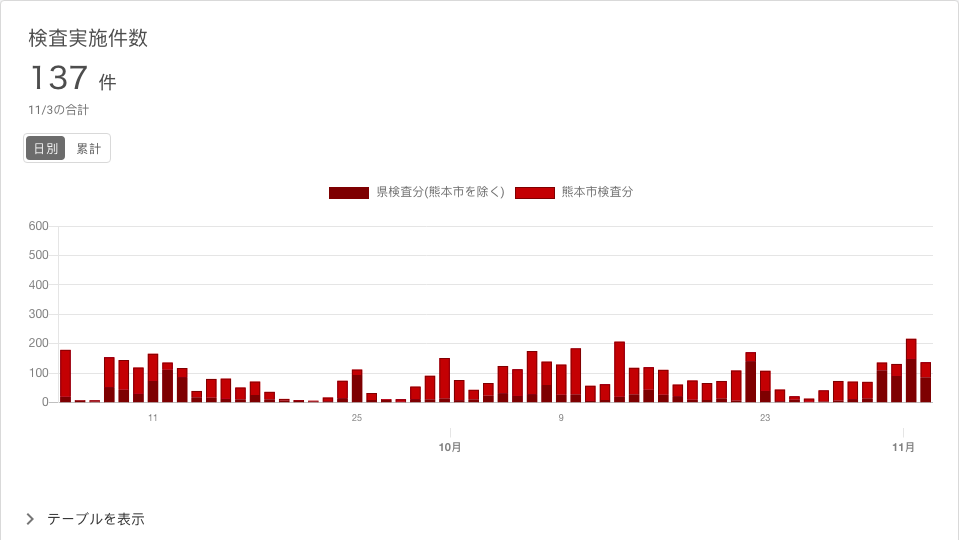 検査実施件数
137 件
11/3の合計
日別 累計
県検査分(熊本市を除く) 熊本市検査分
600
500
400
300
200
100
0
11 25 9 23
10月 11月
テーブルを表示